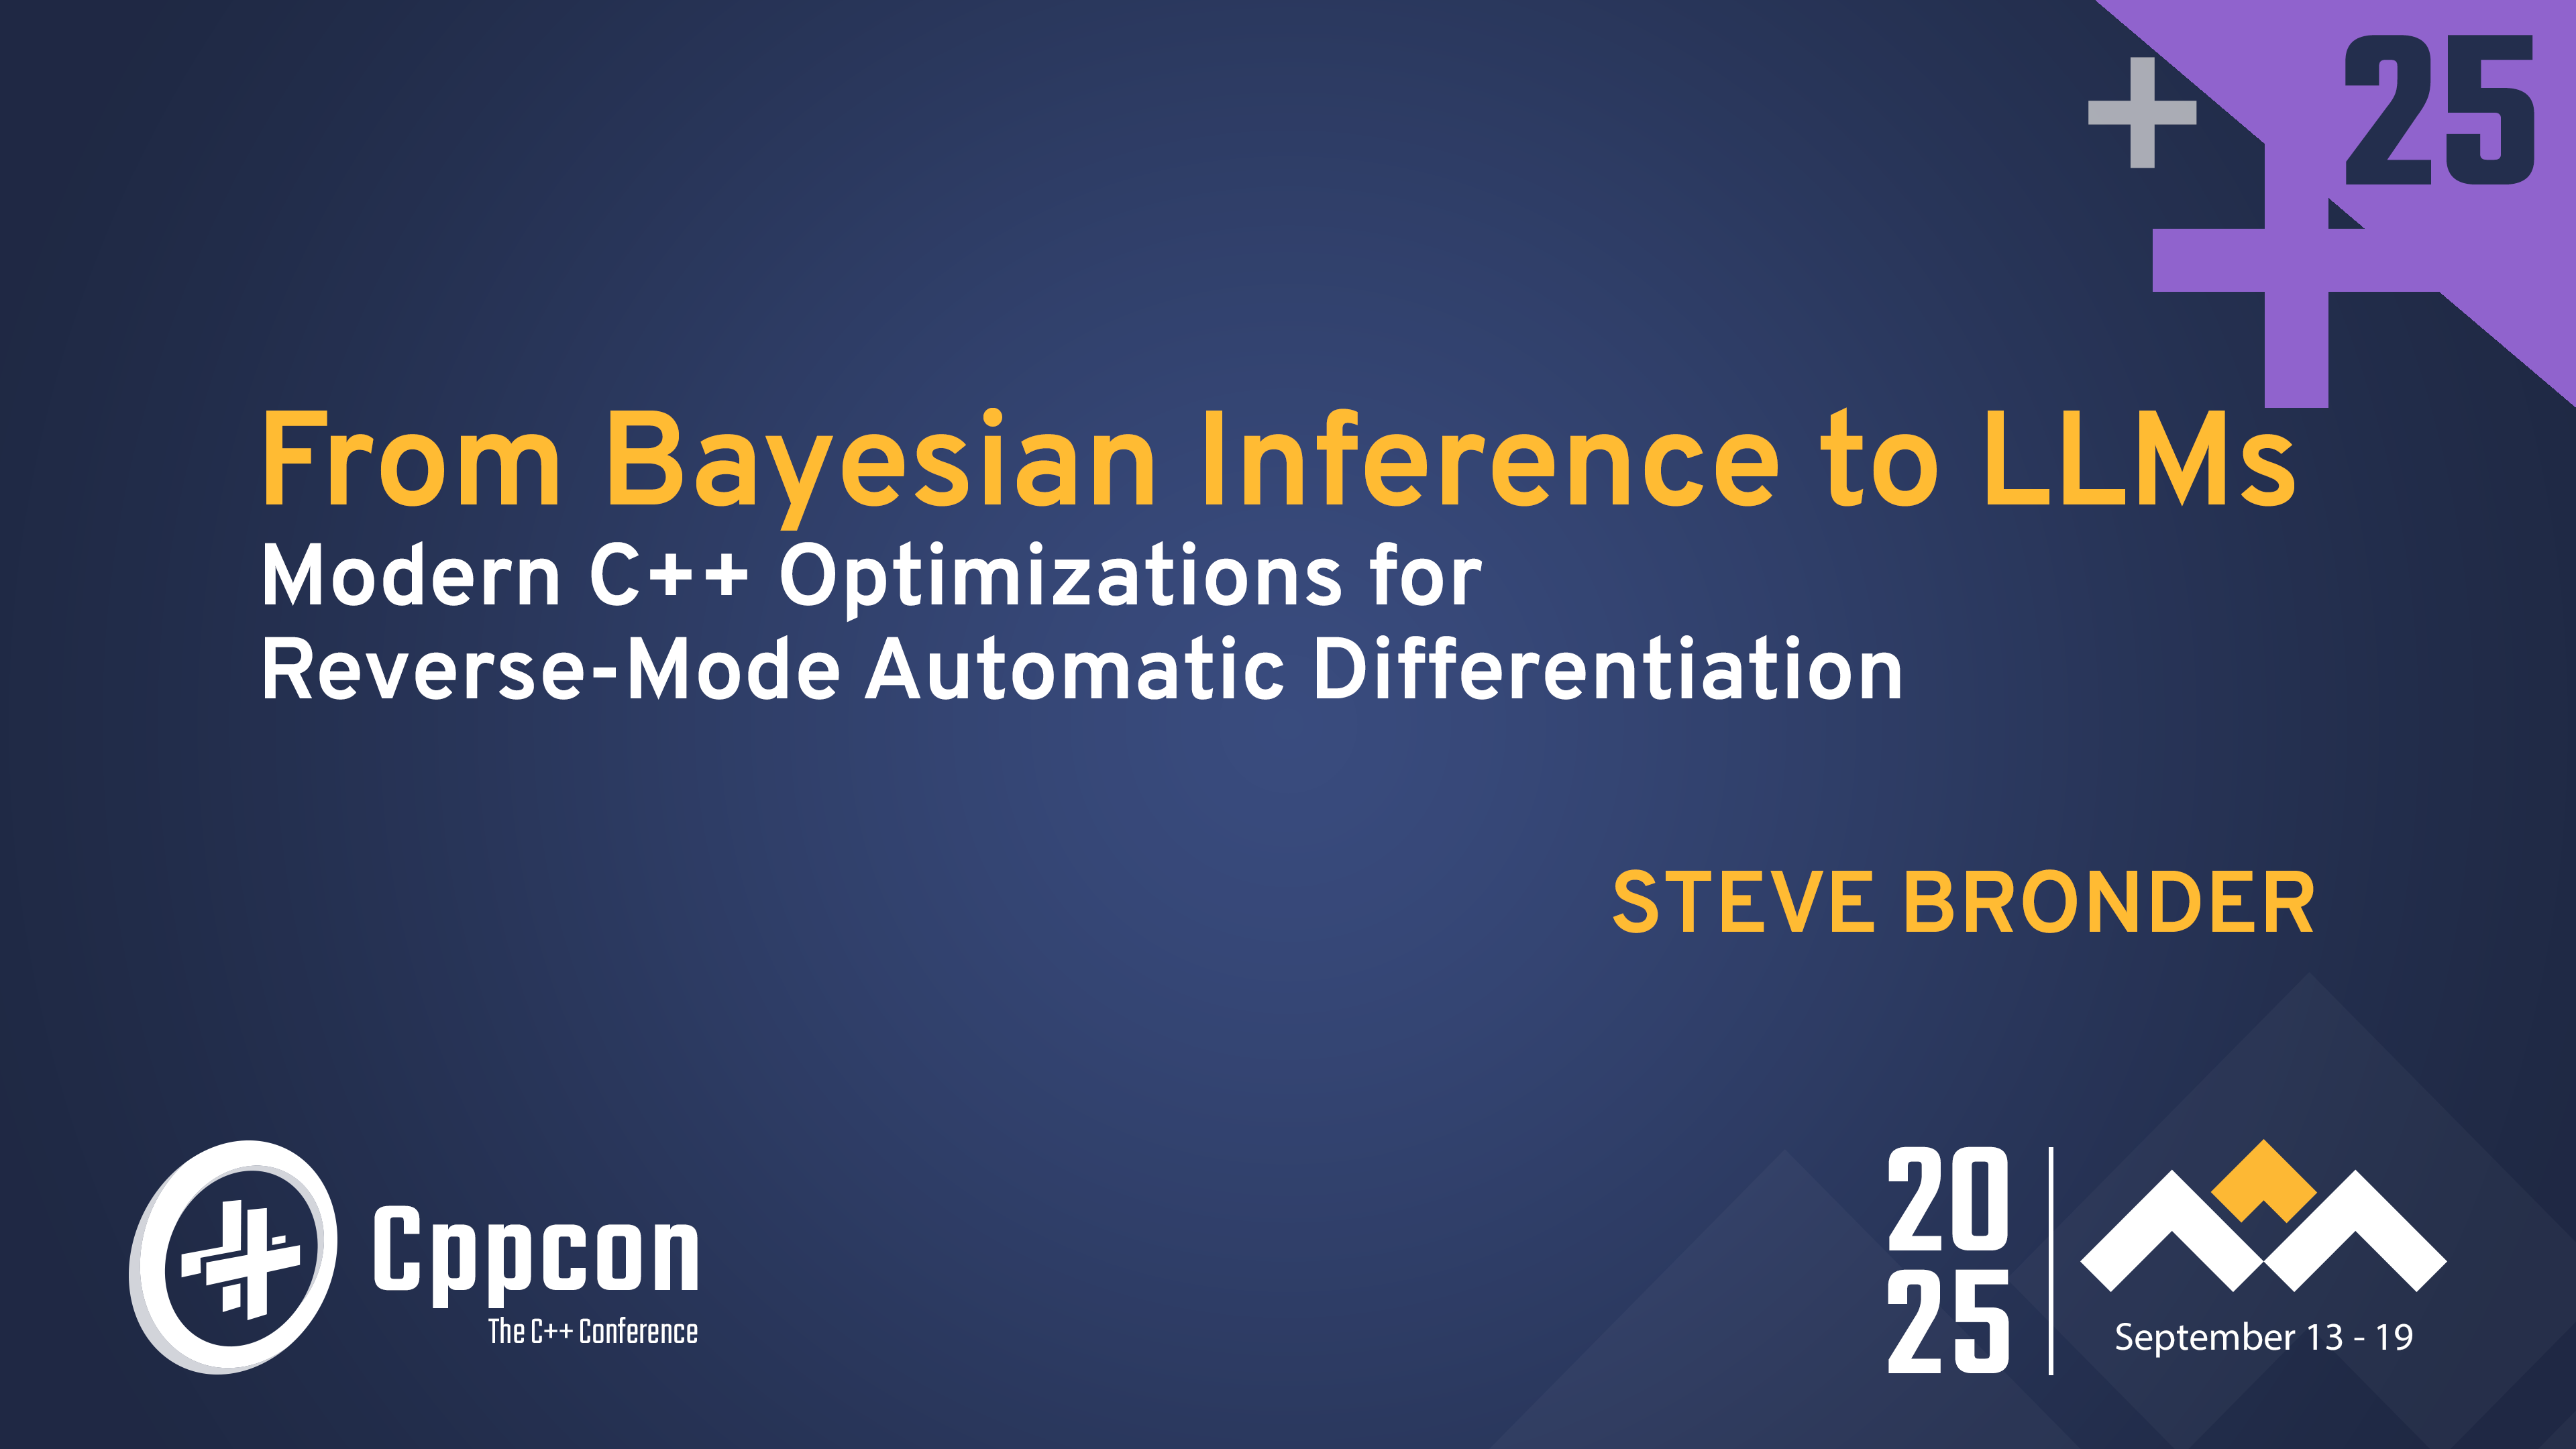 25
From Bayesian Inference to LLMs
Modern C++ Optimizations for
Reverse-Mode Automatic Differentiation
STEVE BRONDER
Cppcon
The C++ Conference
20
25
September 13 - 19